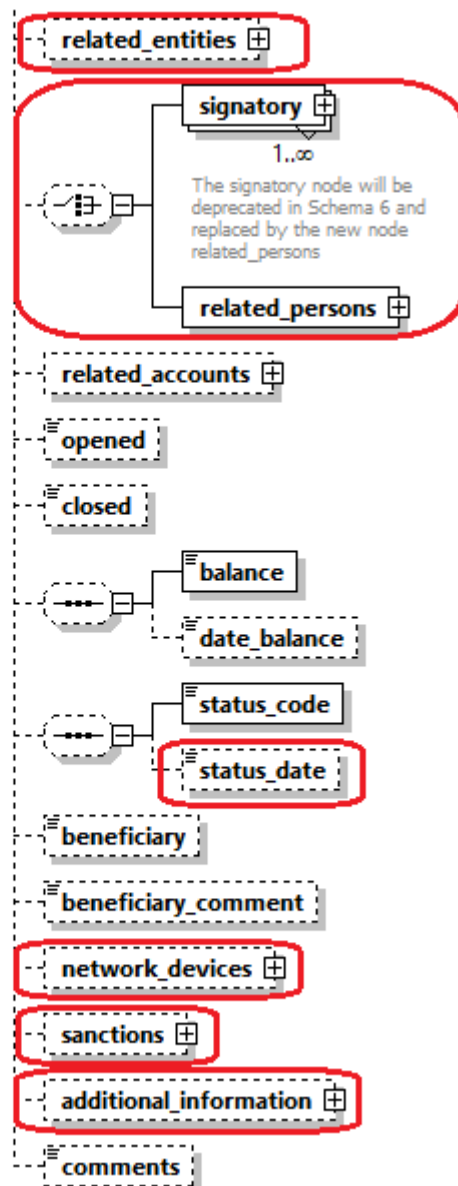 related_entities
signatory
1..∞
The signatory node will be
deprecated in Schema 6 and
replaced by the new node
related_persons
related_persons
related_accounts
opened
closed
balance
date_balance
status_code
status_date
beneficiary
beneficiary_comment
network_devices
sanctions
additional_information
comments